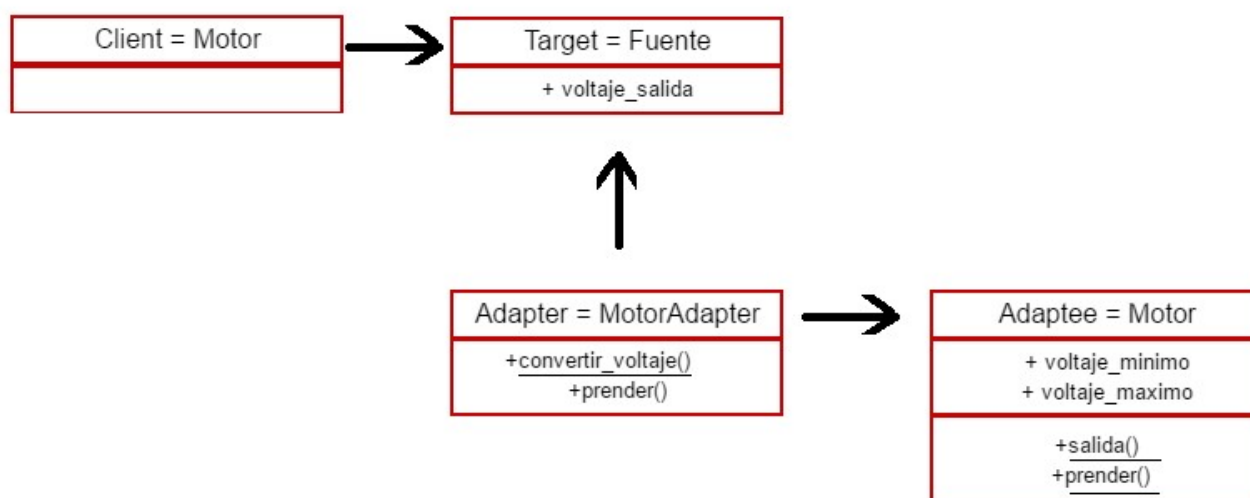 Client = Motor
Target = Fuente
+ voltaje_salida
Adapter = MotorAdapter
+convertir_voltaje()
+prender()
Adaptee = Motor
+ voltaje_minimo
+ voltaje_maximo
+salida()
+prender()